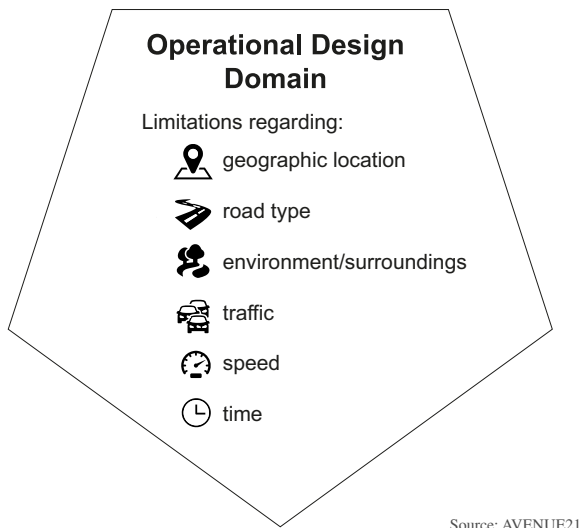 Operational Design
Domain
Limitations regarding:
geographic location
road type
environment/surroundings
traffic
speed
time
Source: AVENUE21